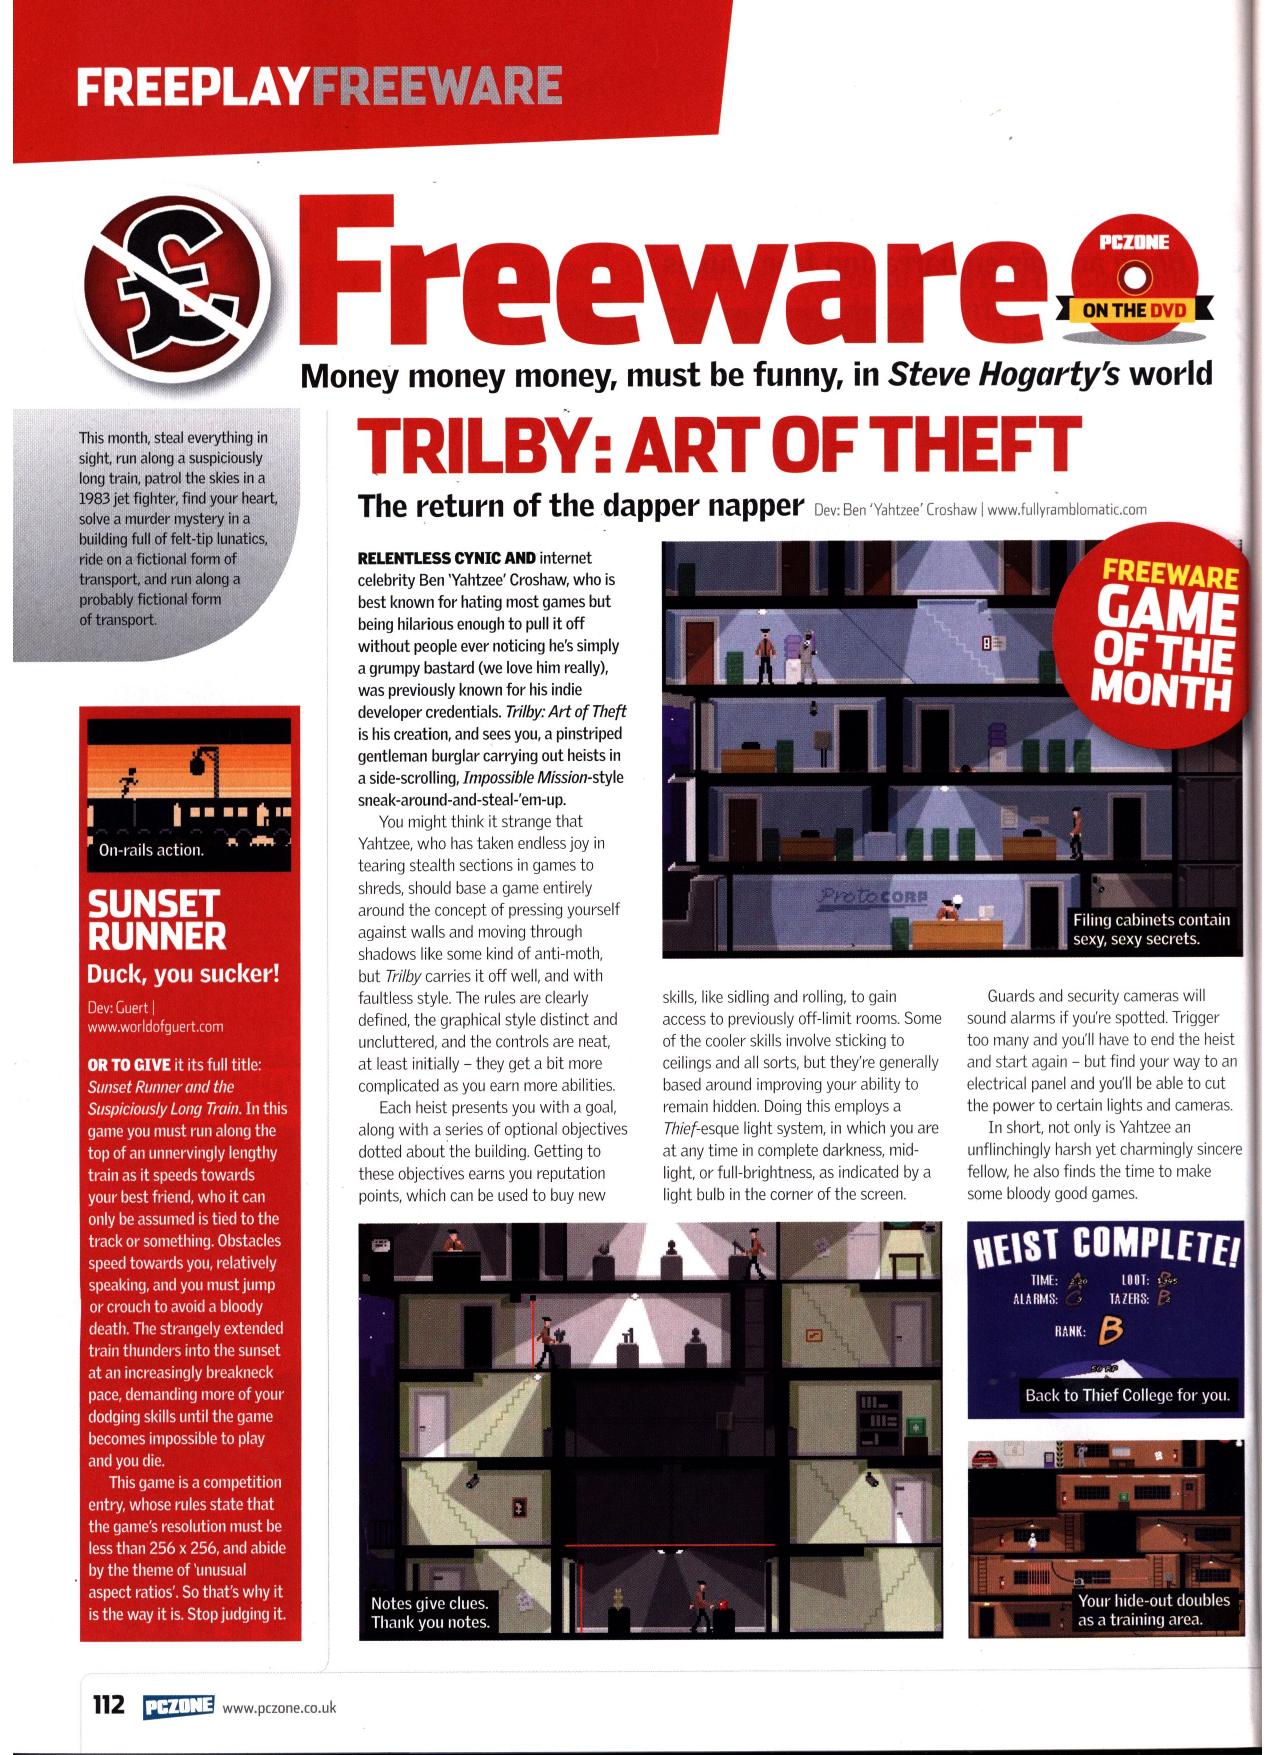 FREEPLAYFREEWARE
Freeware
PCZONE
ON THE DVD
Money money money, must be funny, in Steve Hogarty's world
This month, steal everything in
sight, run along a suspiciously
long train, patrol the skies in a
1983 jet fighter, find your heart,
solve a murder mystery in a
building full of felt-tip lunatics,
ride on a fictional form of
transport, and run along a
probably fictional form
of transport.
On-rails action.
SUNSET
RUNNER
Duck, you sucker!
Dev: Guert |
www.worldofguert.com
OR TO GIVE it its full title:
Sunset Runner and the
Suspiciously Long Train. In this
game you must run along the
top of an unnervingly lengthy
train as it speeds towards
your best friend, who it can
only be assumed is tied to the
track or something. Obstacles
speed towards you, relatively
speaking, and you must jump
or crouch to avoid a bloody
death. The strangely extended
train thunders into the sunset
at an increasingly breakneck
pace, demanding more of your
dodging skills until the game
becomes impossible to play
and you die.
This game is a competition
entry, whose rules state that
the game's resolution must be
less than 256 x 256, and abide
by the theme of 'unusual
aspect ratios'. So that's why it
is the way it is. Stop judging it.
TRILBY: ART OF THEFT
The return of the dapper napper Dev: Ben 'Yahtzee' Croshaw | www.fullyramblomatic.com
RELENTLESS CYNIC AND internet
celebrity Ben 'Yahtzee' Croshaw, who is
best known for hating most games but
being hilarious enough to pull it off
without people ever noticing he's simply
a grumpy bastard (we love him really),
was previously known for his indie
developer credentials. Trilby: Art of Theft
is his creation, and sees you, a pinstriped
gentleman burglar carrying out heists in
a side-scrolling, Impossible Mission-style
sneak-around-and-steal-'em-up.
You might think it strange that
Yahtzee, who has taken endless joy in
tearing stealth sections in games to
shreds, should base a game entirely
around the concept of pressing yourself
against walls and moving through
shadows like some kind of anti-moth,
but Trilby carries it off well, and with
faultless style. The rules are clearly
defined, the graphical style distinct and
uncluttered, and the controls are neat,
at least initially – they get a bit more
complicated as you earn more abilities.
Each heist presents you with a goal,
along with a series of optional objectives
dotted about the building. Getting to
these objectives earns you reputation
points, which can be used to buy new
FREEWARE
GAME
OF THE
MONTH
ProtoCORP
Filing cabinets contain
sexy, sexy secrets.
skills, like sidling and rolling, to gain
access to previously off-limit rooms. Some
of the cooler skills involve sticking to
ceilings and all sorts, but they're generally
based around improving your ability to
remain hidden. Doing this employs a
Thief-esque light system, in which you are
at any time in complete darkness, mid-
light, or full-brightness, as indicated by a
light bulb in the corner of the screen.
Guards and security cameras will
sound alarms if you're spotted. Trigger
too many and you'll have to end the heist
and start again – but find your way to an
electrical panel and you'll be able to cut
the power to certain lights and cameras.
In short, not only is Yahtzee an
unflinchingly harsh yet charmingly sincere
fellow, he also finds the time to make
some bloody good games.
Notes give clues.
Thank you notes.
HEIST COMPLETE!
TIME: LOOT:
ALARMS: TAZERS:
RANK: B
Back to Thief College for you.
Your hide-out doubles
as a training area.
112 PCZONE www.pczone.co.uk